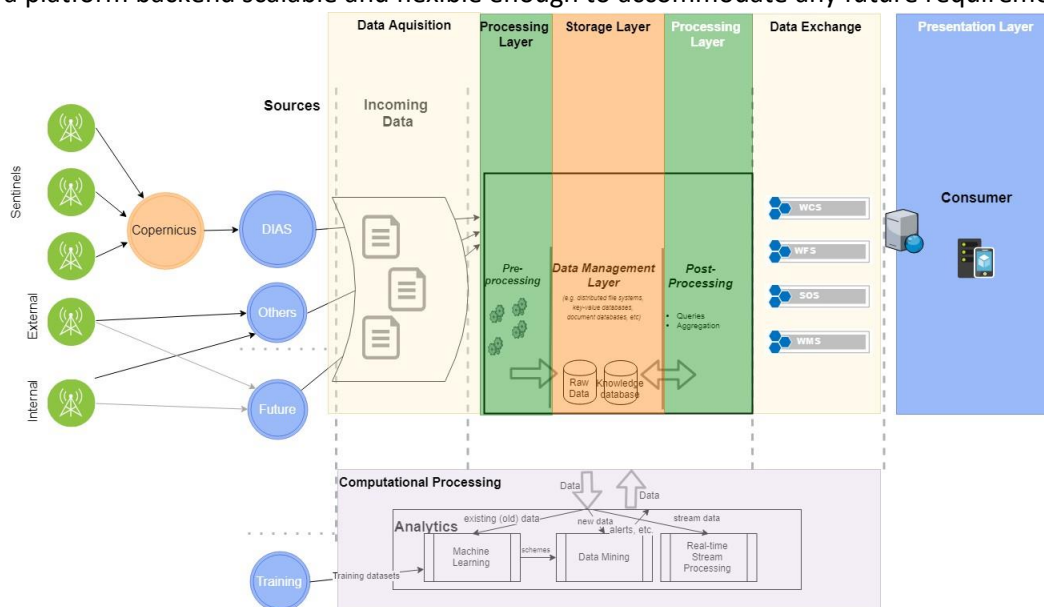 a platform backend scalable and flexible enough to accommodate any future requireme
Data Aquisition
Processing
Layer
Storage Layer
Processing
Layer
Data Exchange
Presentation Layer
Sources
Incoming
Data
Sentinels
External
Internal
Copernicus
DIAS
Others
Future
Pre-
processing
Data Management
Layer
(e.g. distributed file systems,
key-value databases,
document databases, etc)
Raw
Data
Knowledge
database
Post-
Processing
• Queries
• Aggregation
WCS
WFS
SOS
WMS
Consumer
Computational Processing
Data
Data
Analytics
existing (old) data
new data
alerts, etc.
stream data
Machine
Learning
schemes
Data Mining
Real-time
Stream
Processing
Training
Training datasets